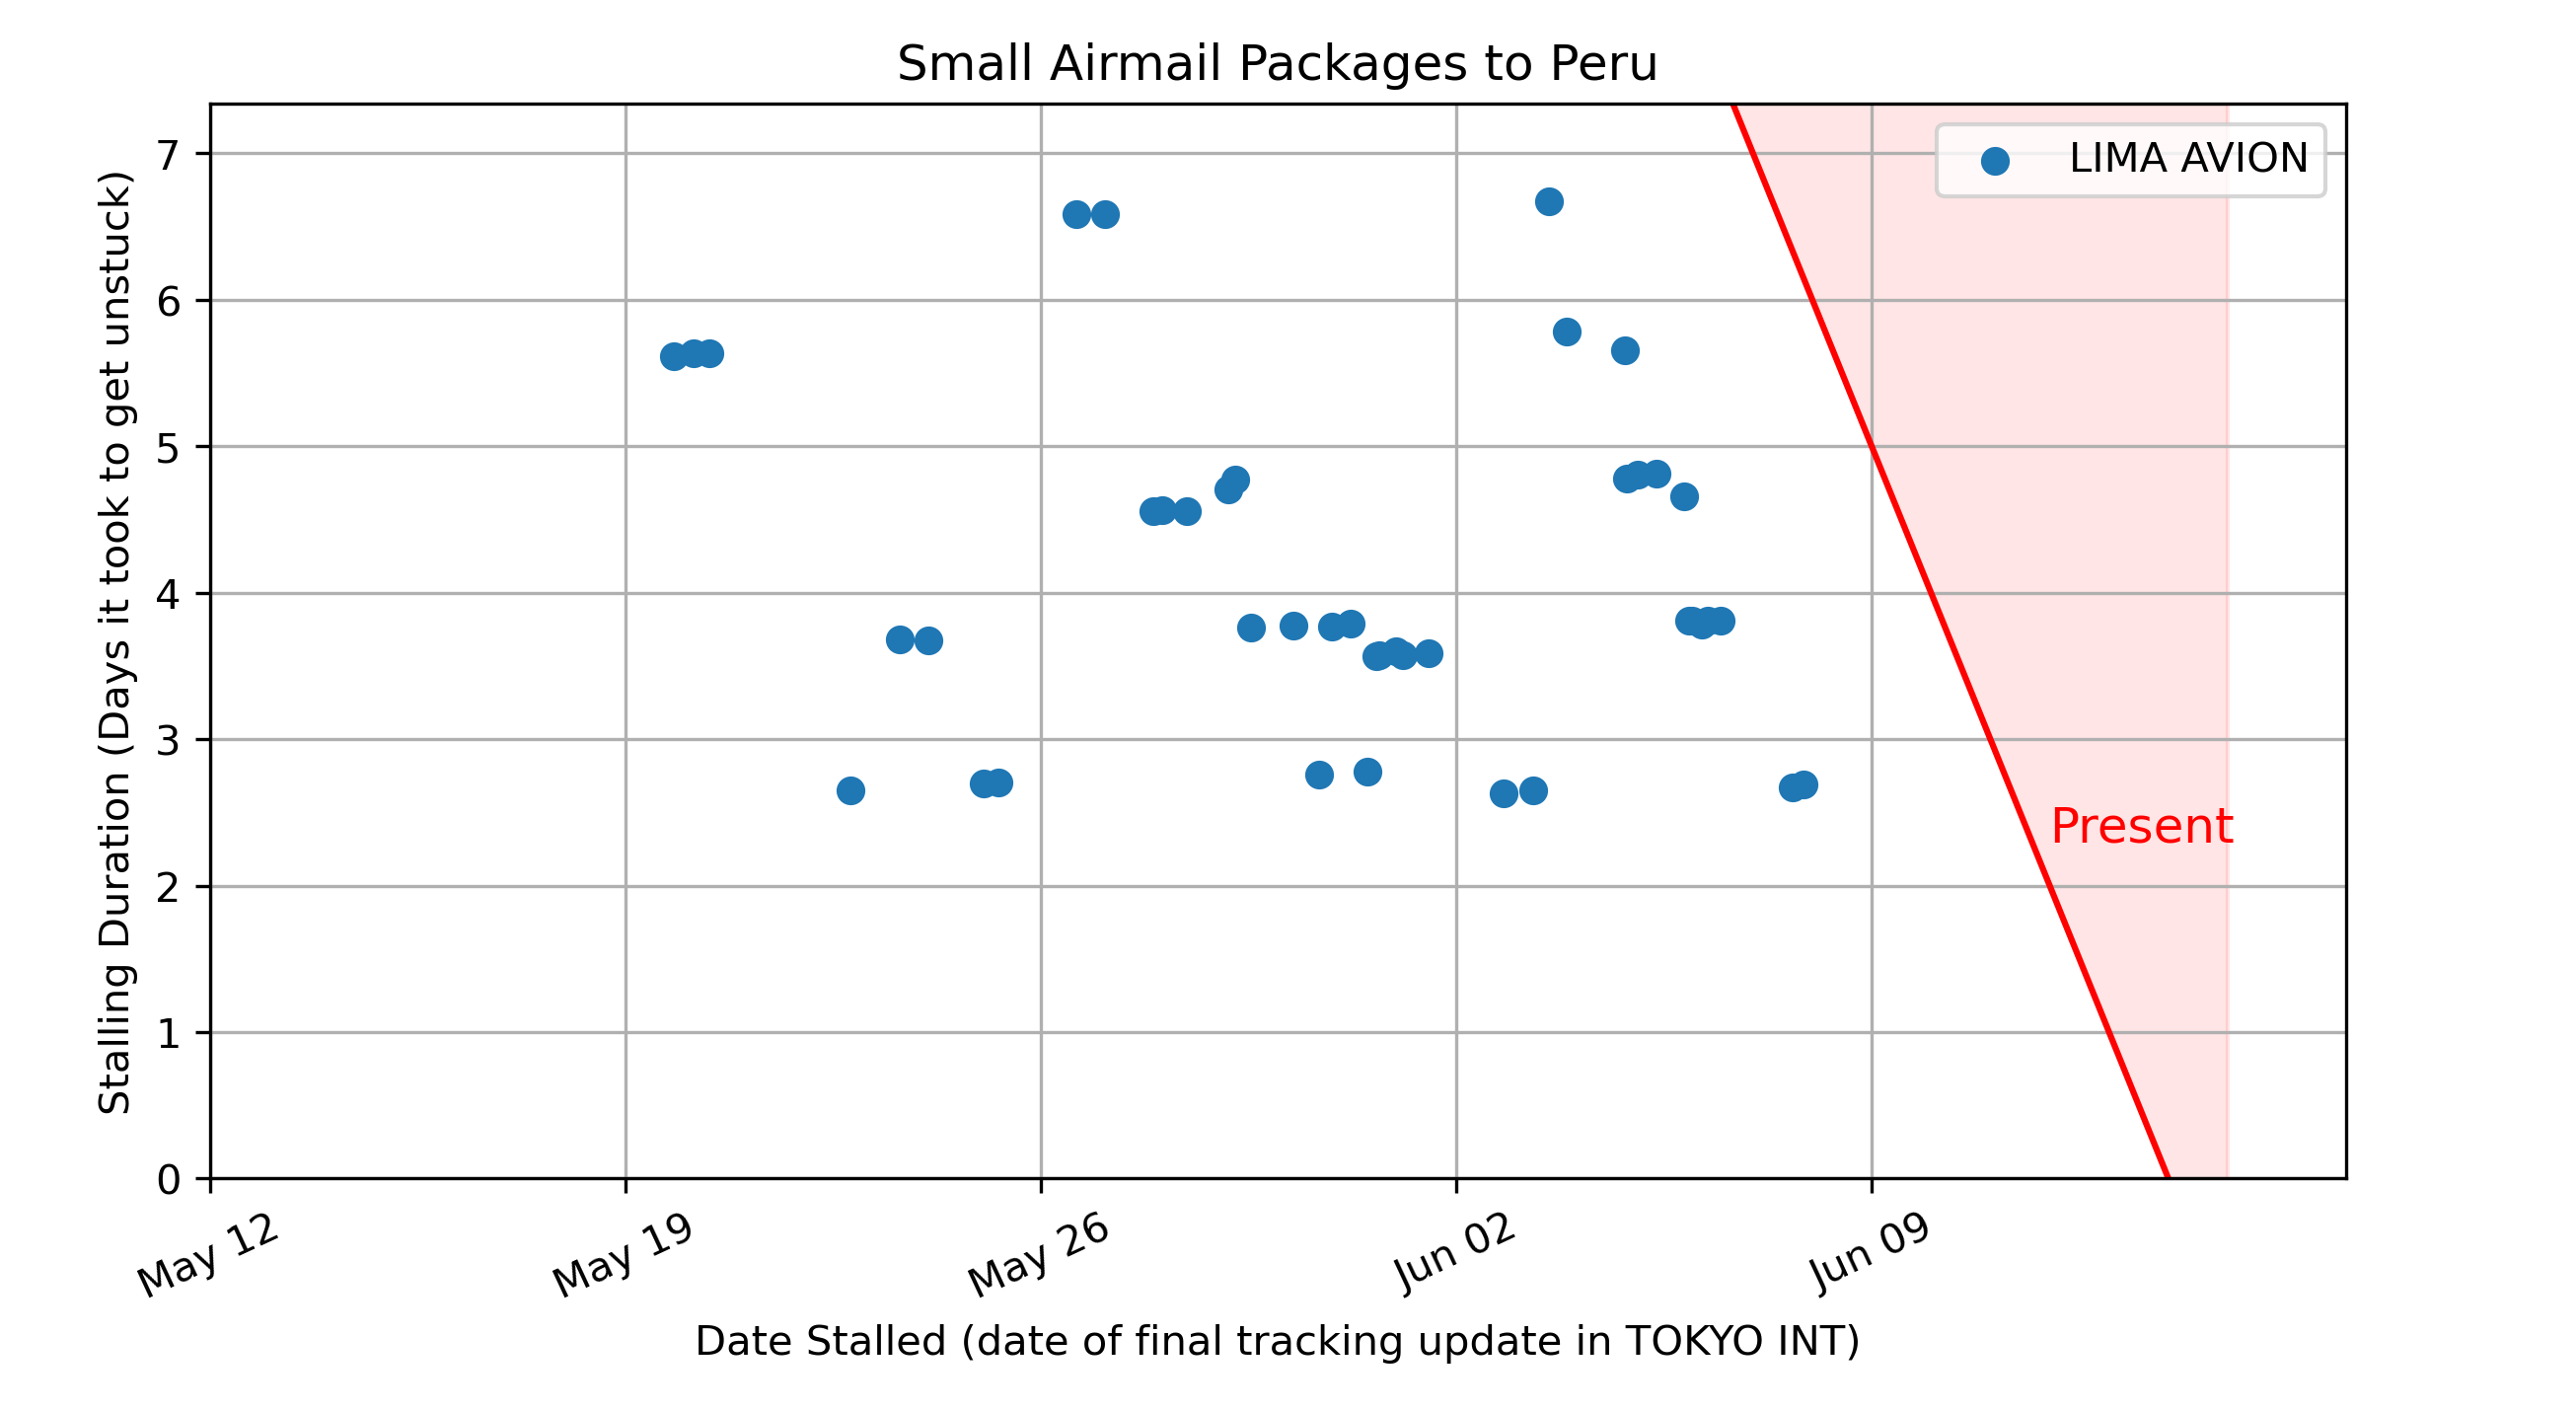 Small Airmail Packages to Peru
LIMA AVION
Stalling Duration (Days it took to get unstuck)
7
6
5
4
3
2
1
0
Present
May 12
May 19
May 26
Jun 02
Jun 09
Date Stalled (date of final tracking update in TOKYO INT)